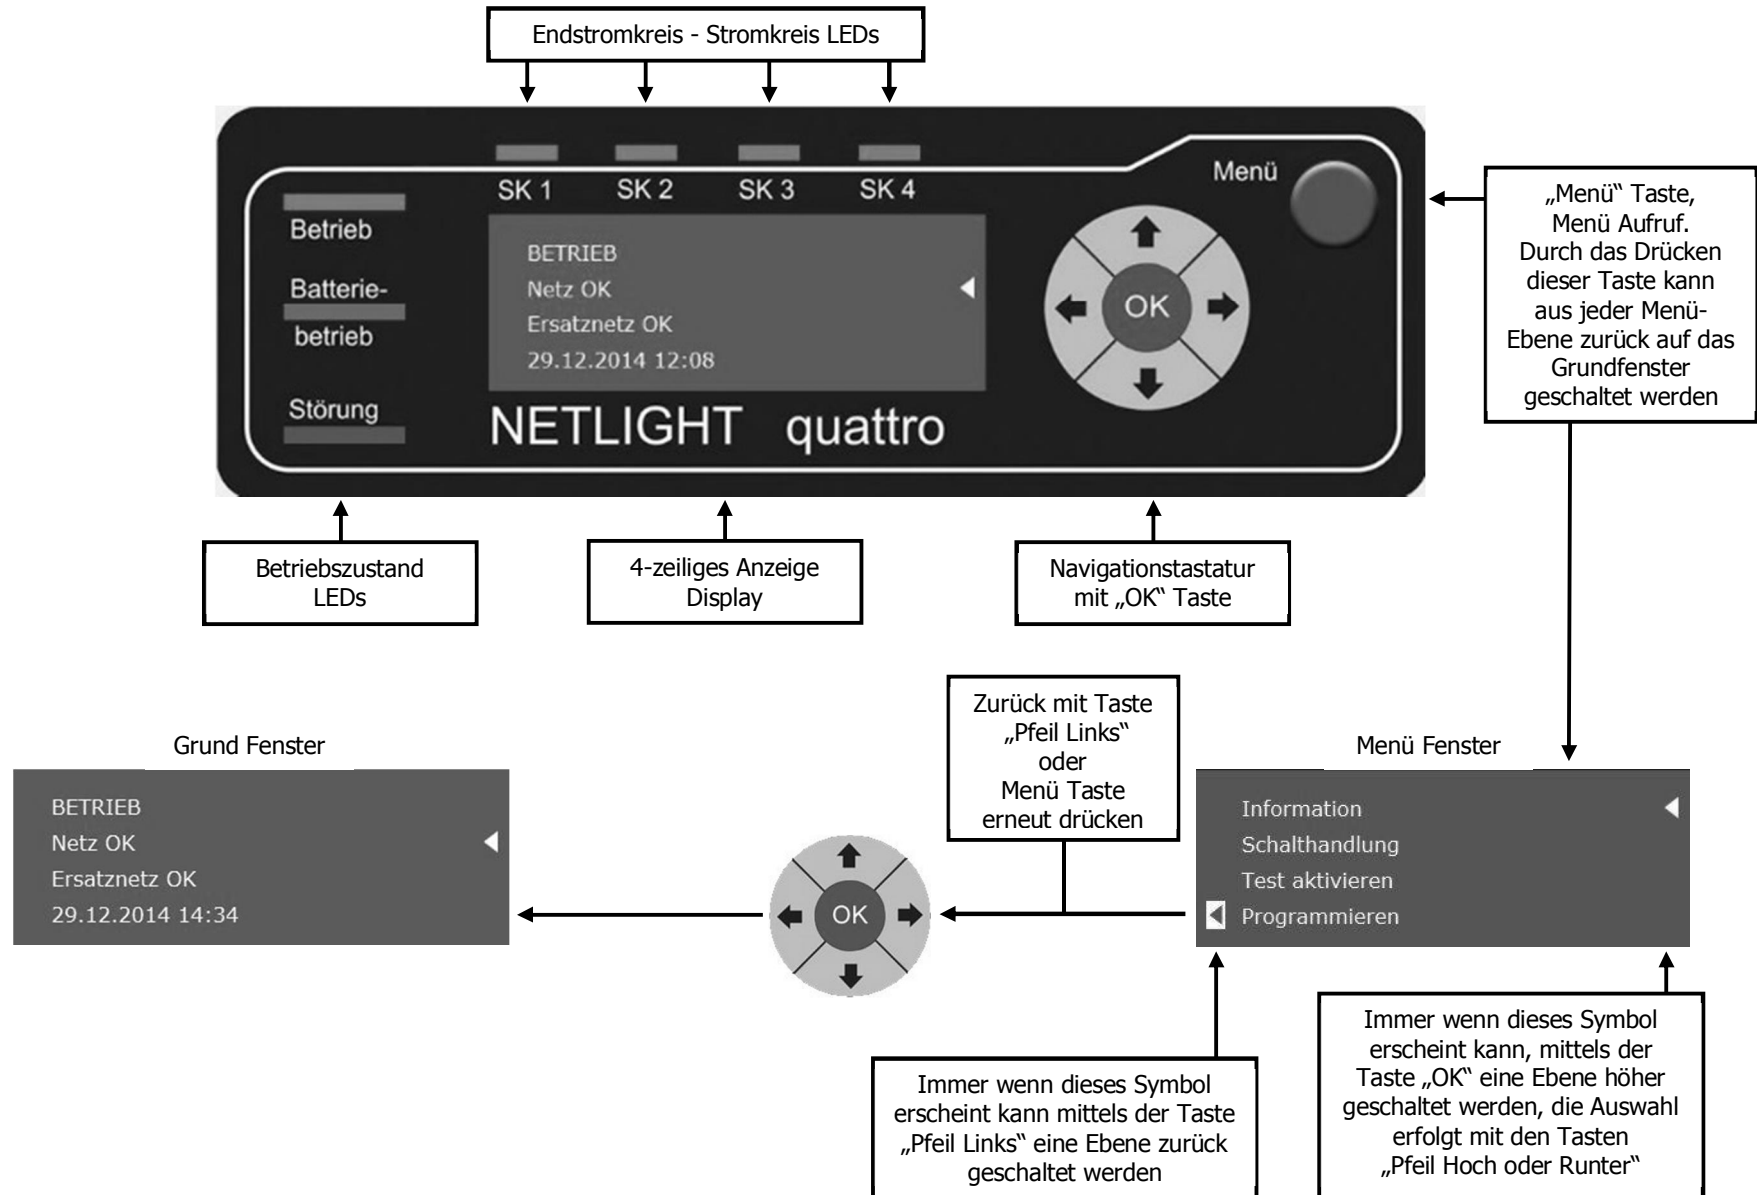 Endstromkreis - Stromkreis LEDs
SK 1 SK 2 SK 3 SK 4
Menü
Betrieb
Batterie-
betrieb
Störung
BETRIEB
Netz OK
Ersatznetz OK
29.12.2014 12:08
OK
NETLIGHT quattro
„Menü“ Taste,
Menü Aufruf.
Durch das Drücken
dieser Taste kann
aus jeder Menü-
Ebene zurück auf das
Grundfenster
geschaltet werden
Betriebszustand
LEDs
4-zeiliges Anzeige
Display
Navigationstastatur
mit „OK“ Taste
Grund Fenster
BETRIEB
Netz OK
Ersatznetz OK
29.12.2014 14:34
OK
Zurück mit Taste
„Pfeil Links“
oder
Menü Taste
erneut drücken
Menü Fenster
Information
Schalthandlung
Test aktivieren
Programmieren
Immer wenn dieses Symbol
erscheint kann mittels der Taste
„Pfeil Links“ eine Ebene zurück
geschaltet werden
Immer wenn dieses Symbol
erscheint kann, mittels der
Taste „OK“ eine Ebene höher
geschaltet werden, die Auswahl
erfolgt mit den Tasten
„Pfeil Hoch oder Runter“